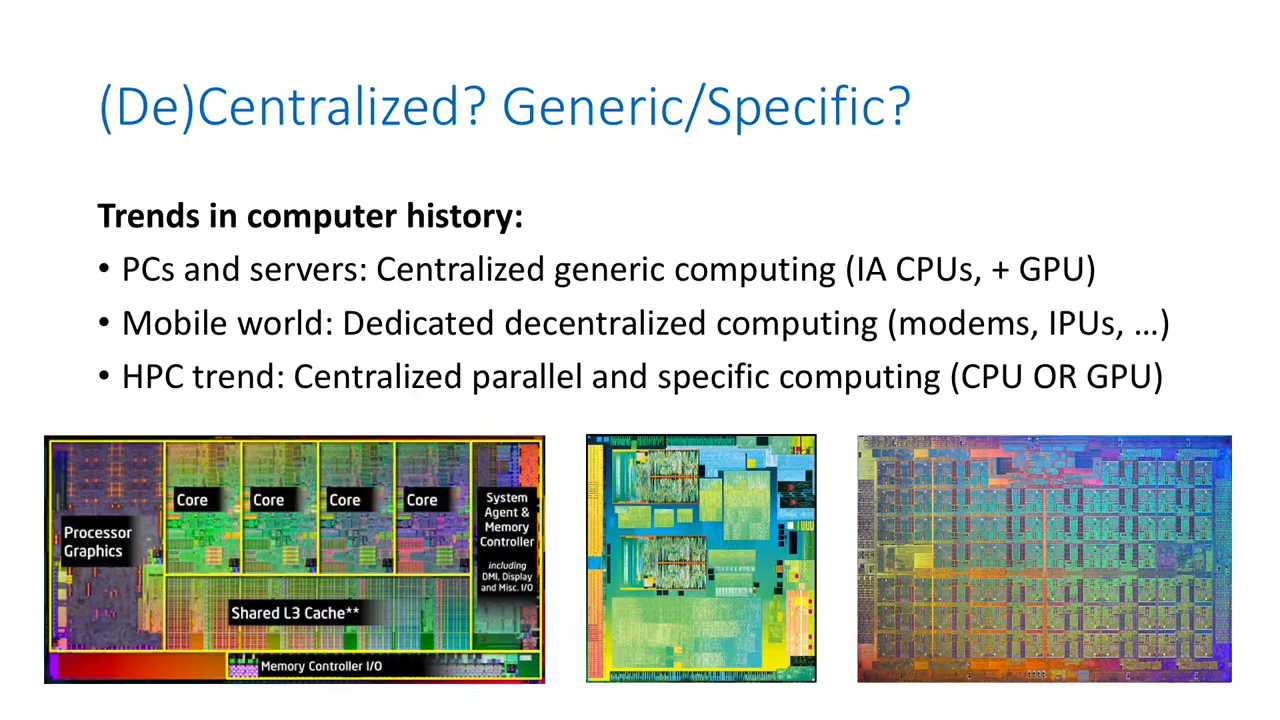 (De)Centralized? Generic/Specific?
Trends in computer history:
• PCs and servers: Centralized generic computing (IA CPUs, + GPU)
• Mobile world: Dedicated decentralized computing (modems, IPUs, …)
• HPC trend: Centralized parallel and specific computing (CPU OR GPU)
Processor
Graphics
Core
Core
Core
Core
System
Agent &
Memory
Controller
including
DMI, Display
and Misc. I/O
Shared L3 Cache**
Memory Controller I/O